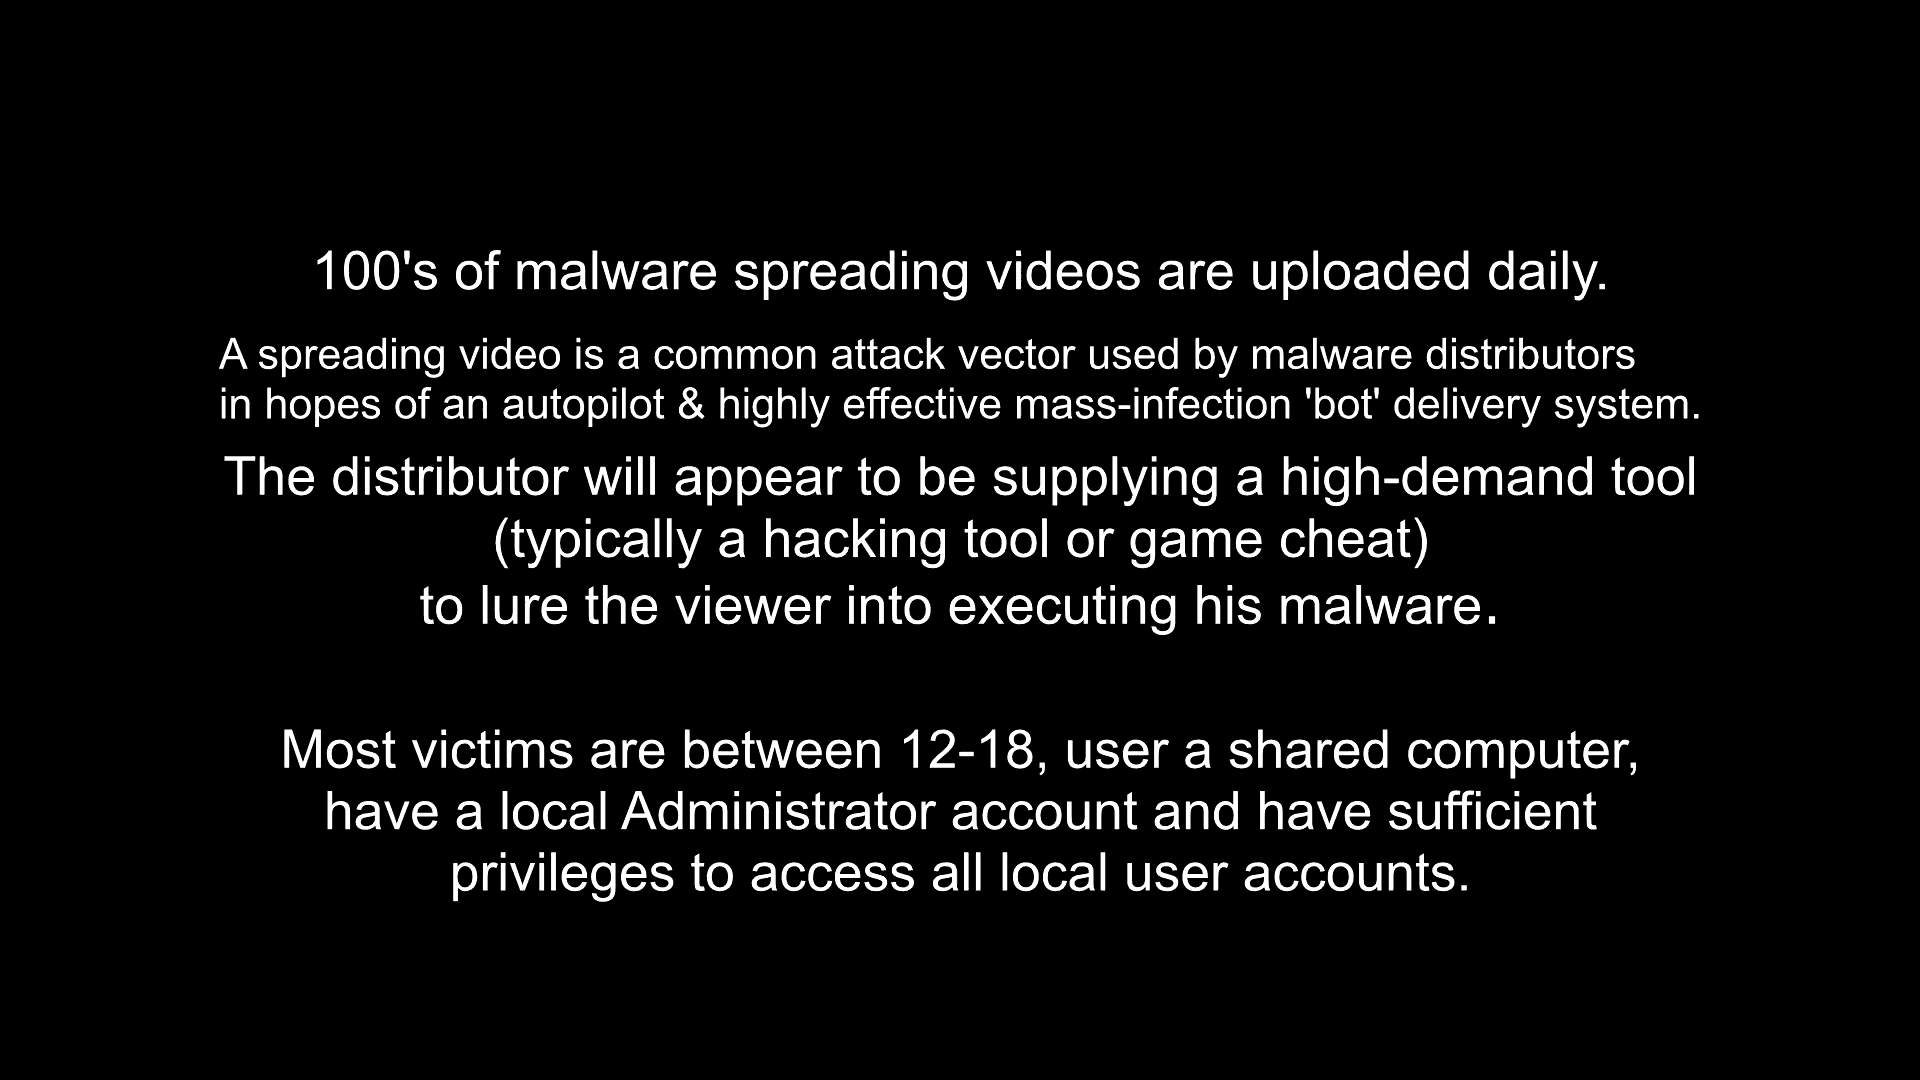 100's of malware spreading videos are uploaded daily.
A spreading video is a common attack vector used by malware distributors
in hopes of an autopilot & highly effective mass-infection 'bot' delivery system.
The distributor will appear to be supplying a high-demand tool
(typically a hacking tool or game cheat)
to lure the viewer into executing his malware.
Most victims are between 12-18, user a shared computer,
have a local Administrator account and have sufficient
privileges to access all local user accounts.